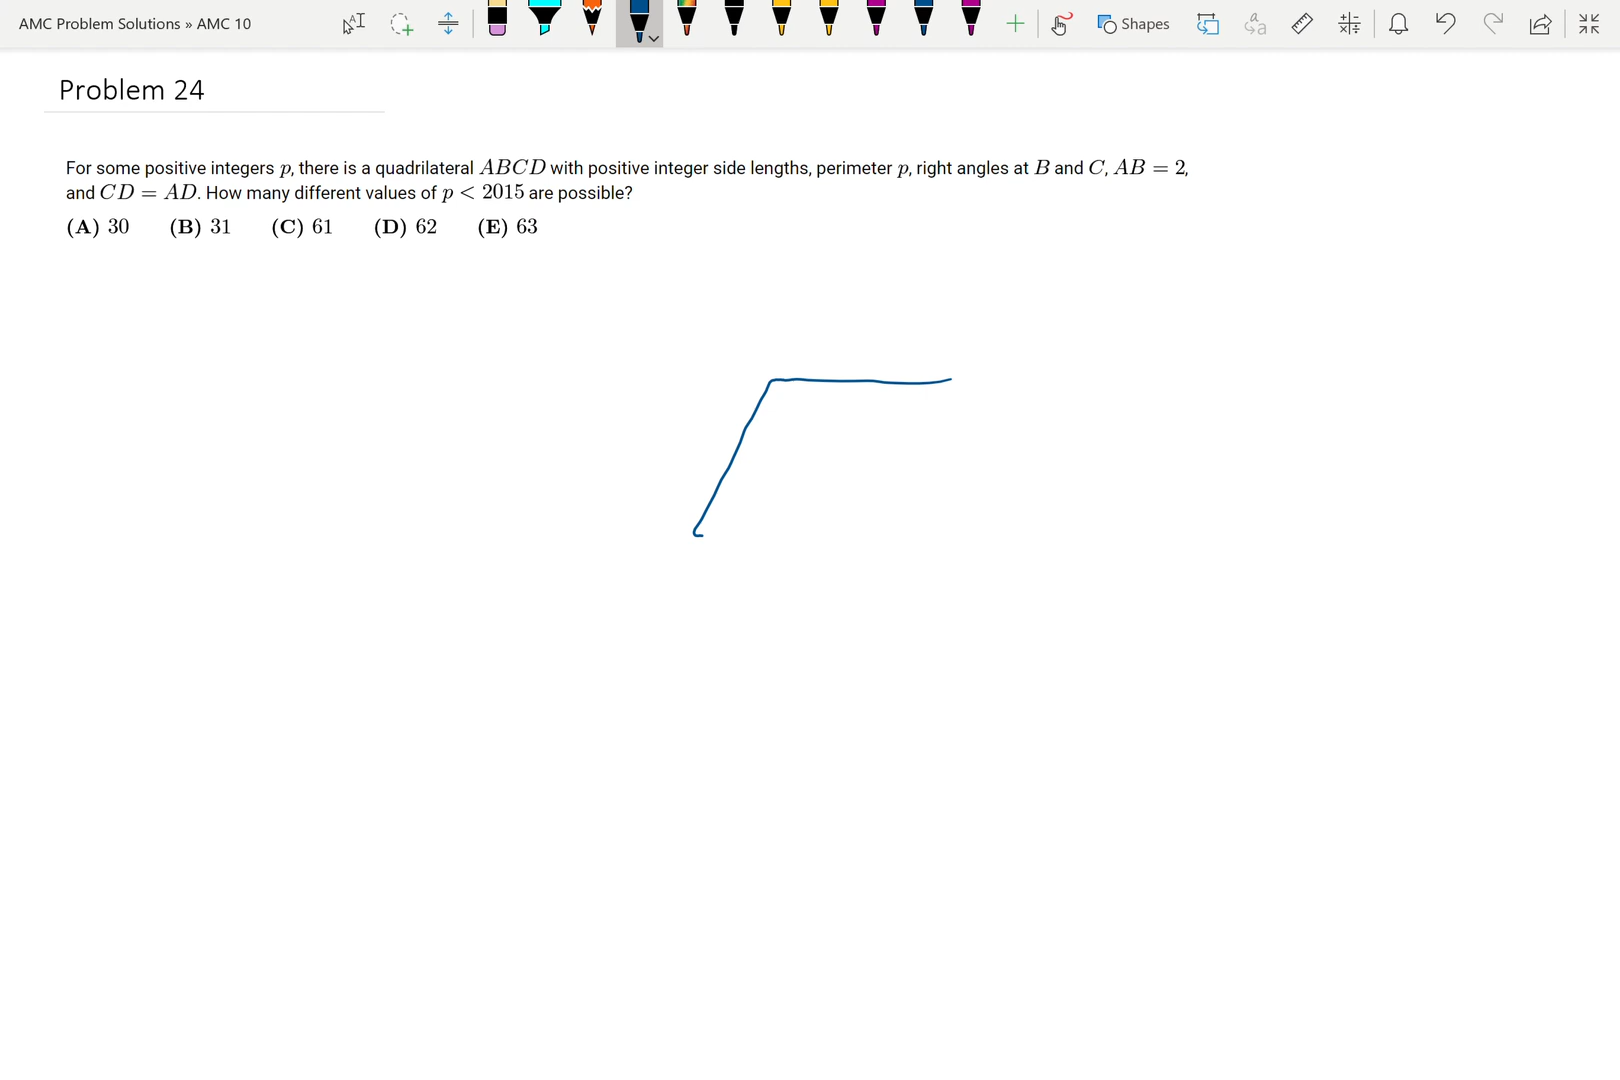 AMC Problem Solutions » AMC 10
Shapes
Problem 24
For some positive integers p, there is a quadrilateral ABCD with positive integer side lengths, perimeter p, right angles at B and C, AB = 2,
and CD = AD. How many different values of p < 2015 are possible?
(A) 30 (B) 31 (C) 61 (D) 62 (E) 63